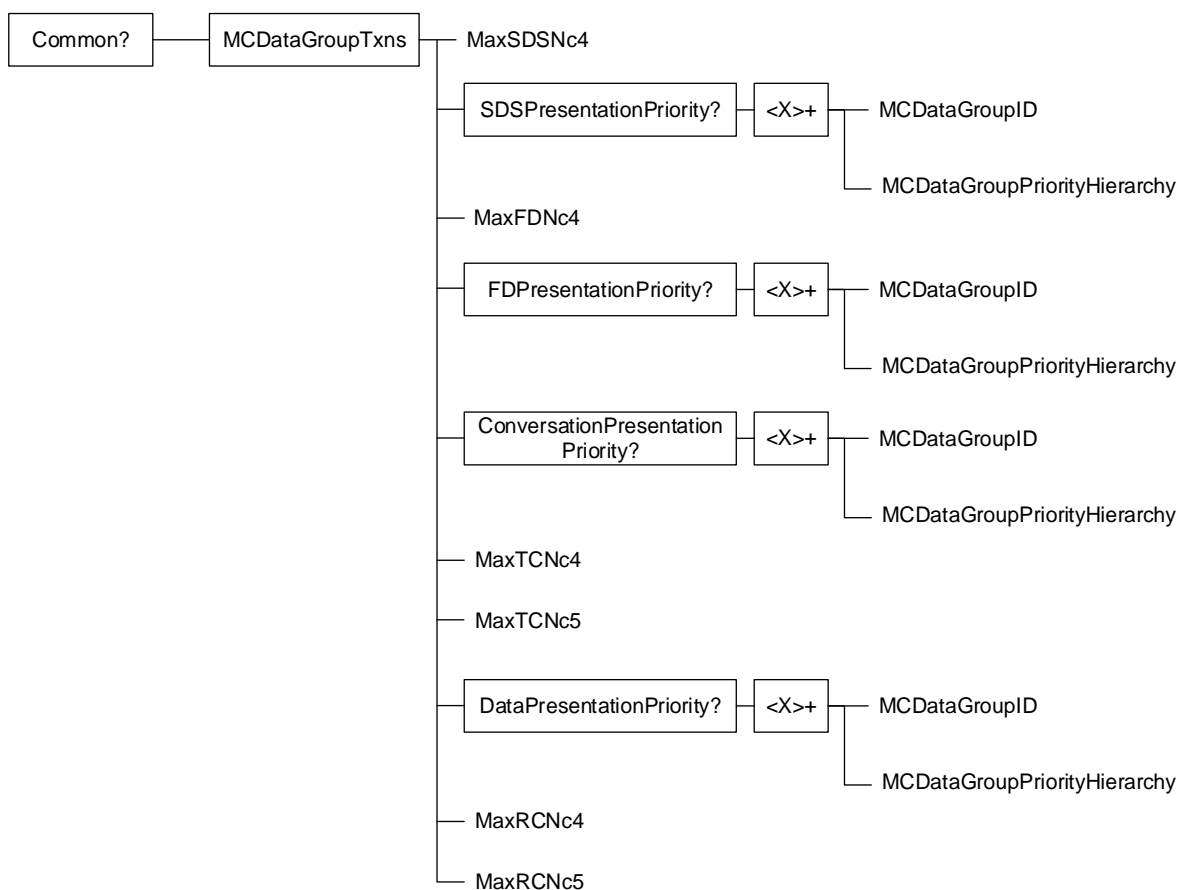 Common?
MCDataGroupTxns
MaxSDSNc4
SDSPresentationPriority?
<X>+
MCDataGroupID
MCDataGroupPriorityHierarchy
MaxFDNc4
FDPresentationPriority?
<X>+
MCDataGroupID
MCDataGroupPriorityHierarchy
ConversationPresentation
Priority?
<X>+
MCDataGroupID
MCDataGroupPriorityHierarchy
MaxTCNc4
MaxTCNc5
DataPresentationPriority?
<X>+
MCDataGroupID
MCDataGroupPriorityHierarchy
MaxRCNc4
MaxRCNc5